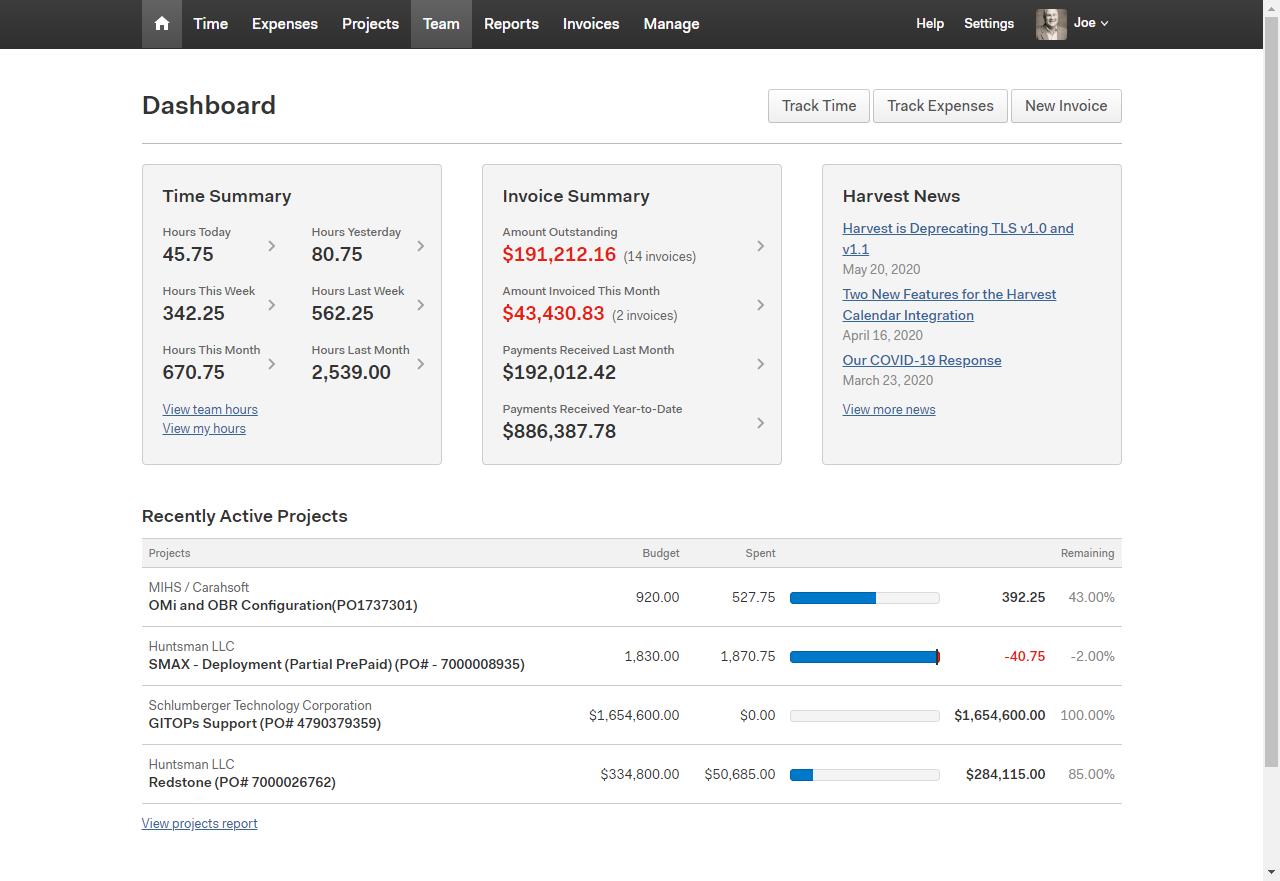 Time Expenses Projects Team Reports Invoices Manage Help Settings Joe
Dashboard
Track Time Track Expenses New Invoice
Time Summary
Hours Today Hours Yesterday
45.75 80.75
Hours This Week Hours Last Week
342.25 562.25
Hours This Month Hours Last Month
670.75 2,539.00
View team hours
View my hours
Invoice Summary
Amount Outstanding
$191,212.16 (14 invoices)
Amount Invoiced This Month
$43,430.83 (2 invoices)
Payments Received Last Month
$192,012.42
Payments Received Year-to-Date
$886,387.78
Harvest News
Harvest is Deprecating TLS v1.0 and
v1.1
May 20, 2020
Two New Features for the Harvest
Calendar Integration
April 16, 2020
Our COVID-19 Response
March 23, 2020
View more news
Recently Active Projects
Projects Budget Spent Remaining
MIHS / Carahsoft
OMi and OBR Configuration(PO1737301) 920.00 527.75 392.25 43.00%
Huntsman LLC
SMAX - Deployment (Partial PrePaid) (PO# - 7000008935) 1,830.00 1,870.75 -40.75 -2.00%
Schlumberger Technology Corporation
GITOPs Support (PO# 4790379359) $1,654,600.00 $0.00 $1,654,600.00 100.00%
Huntsman LLC
Redstone (PO# 7000026762) $334,800.00 $50,685.00 $284,115.00 85.00%
View projects report